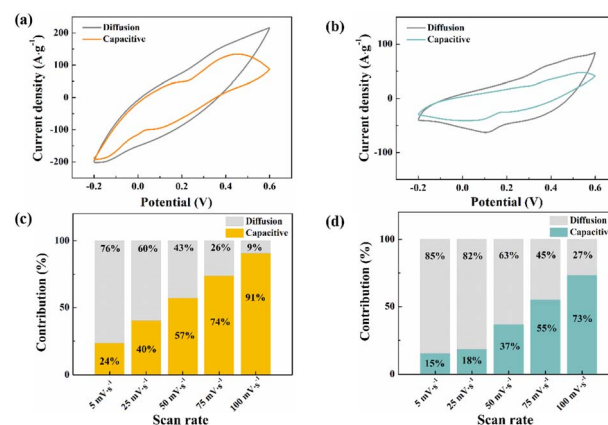 (a)
Diffusion
Capacitive
200
100
0
-100
-200
Current density (A·g⁻¹)
-0.2 0.0 0.2 0.4 0.6
Potential (V)
(b)
Diffusion
Capacitive
100
0
-100
Current density (A·g⁻¹)
-0.2 0.0 0.2 0.4 0.6
Potential (V)
(c)
Diffusion
Capacitive
100
50
0
Contribution (%)
76% 60% 43% 26% 9%
24% 40% 57% 74% 91%
5 mV·s⁻¹ 25 mV·s⁻¹ 50 mV·s⁻¹ 75 mV·s⁻¹ 100 mV·s⁻¹
Scan rate
(d)
Diffusion
Capacitive
100
50
0
Contribution (%)
85% 82% 63% 45% 27%
15% 18% 37% 55% 73%
5 mV·s⁻¹ 25 mV·s⁻¹ 50 mV·s⁻¹ 75 mV·s⁻¹ 100 mV·s⁻¹
Scan rate